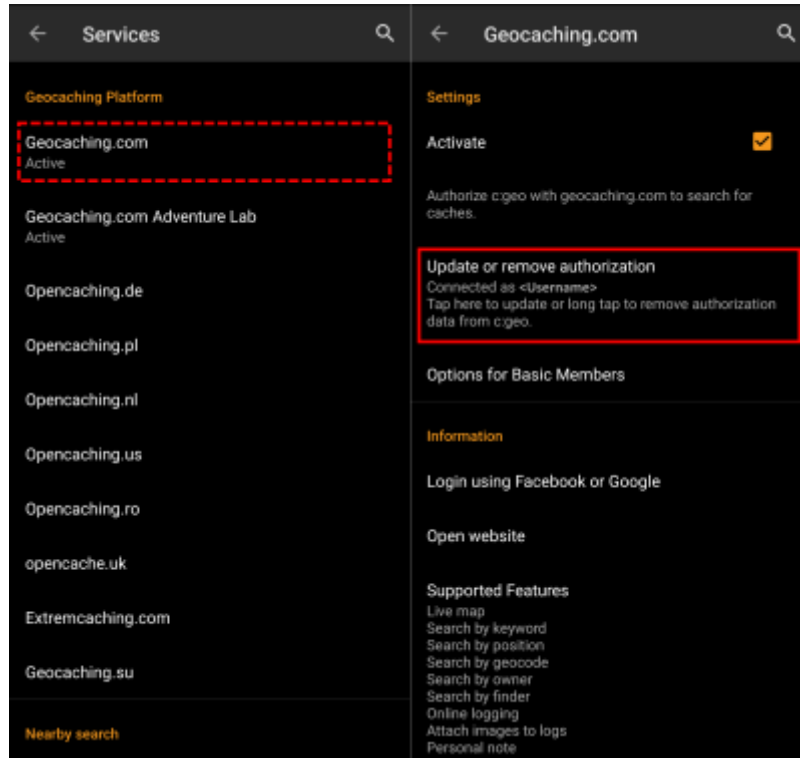 Services
Geocaching Platform
Geocaching.com
Active
Geocaching.com Adventure Lab
Active
Opencaching.de
Opencaching.pl
Opencaching.nl
Opencaching.us
Opencaching.ro
opencache.uk
Extremcaching.com
Geocaching.su
Nearby search
Geocaching.com
Settings
Activate
Authorize c:geo with geocaching.com to search for
caches.
Update or remove authorization
Connected as <Username>
Tap here to update or long tap to remove authorization
data from c:geo.
Options for Basic Members
Information
Login using Facebook or Google
Open website
Supported Features
Live map
Search by keyword
Search by position
Search by geocode
Search by owner
Search by finder
Online logging
Attach images to logs
Personal note